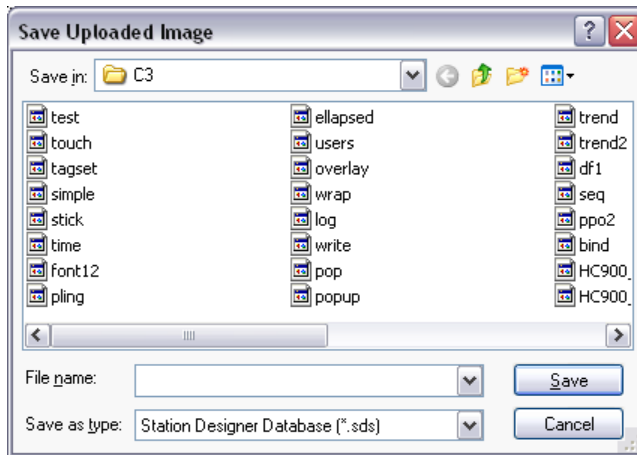 Save Uploaded Image
Save in: C3
test ellapsed trend
touch users trend2
tagset overlay df1
simple wrap seq
stick log ppo2
time write bind
font12 pop HC900_
pling popup HC900_
File name: Save
Save as type: Station Designer Database (*.sds) Cancel